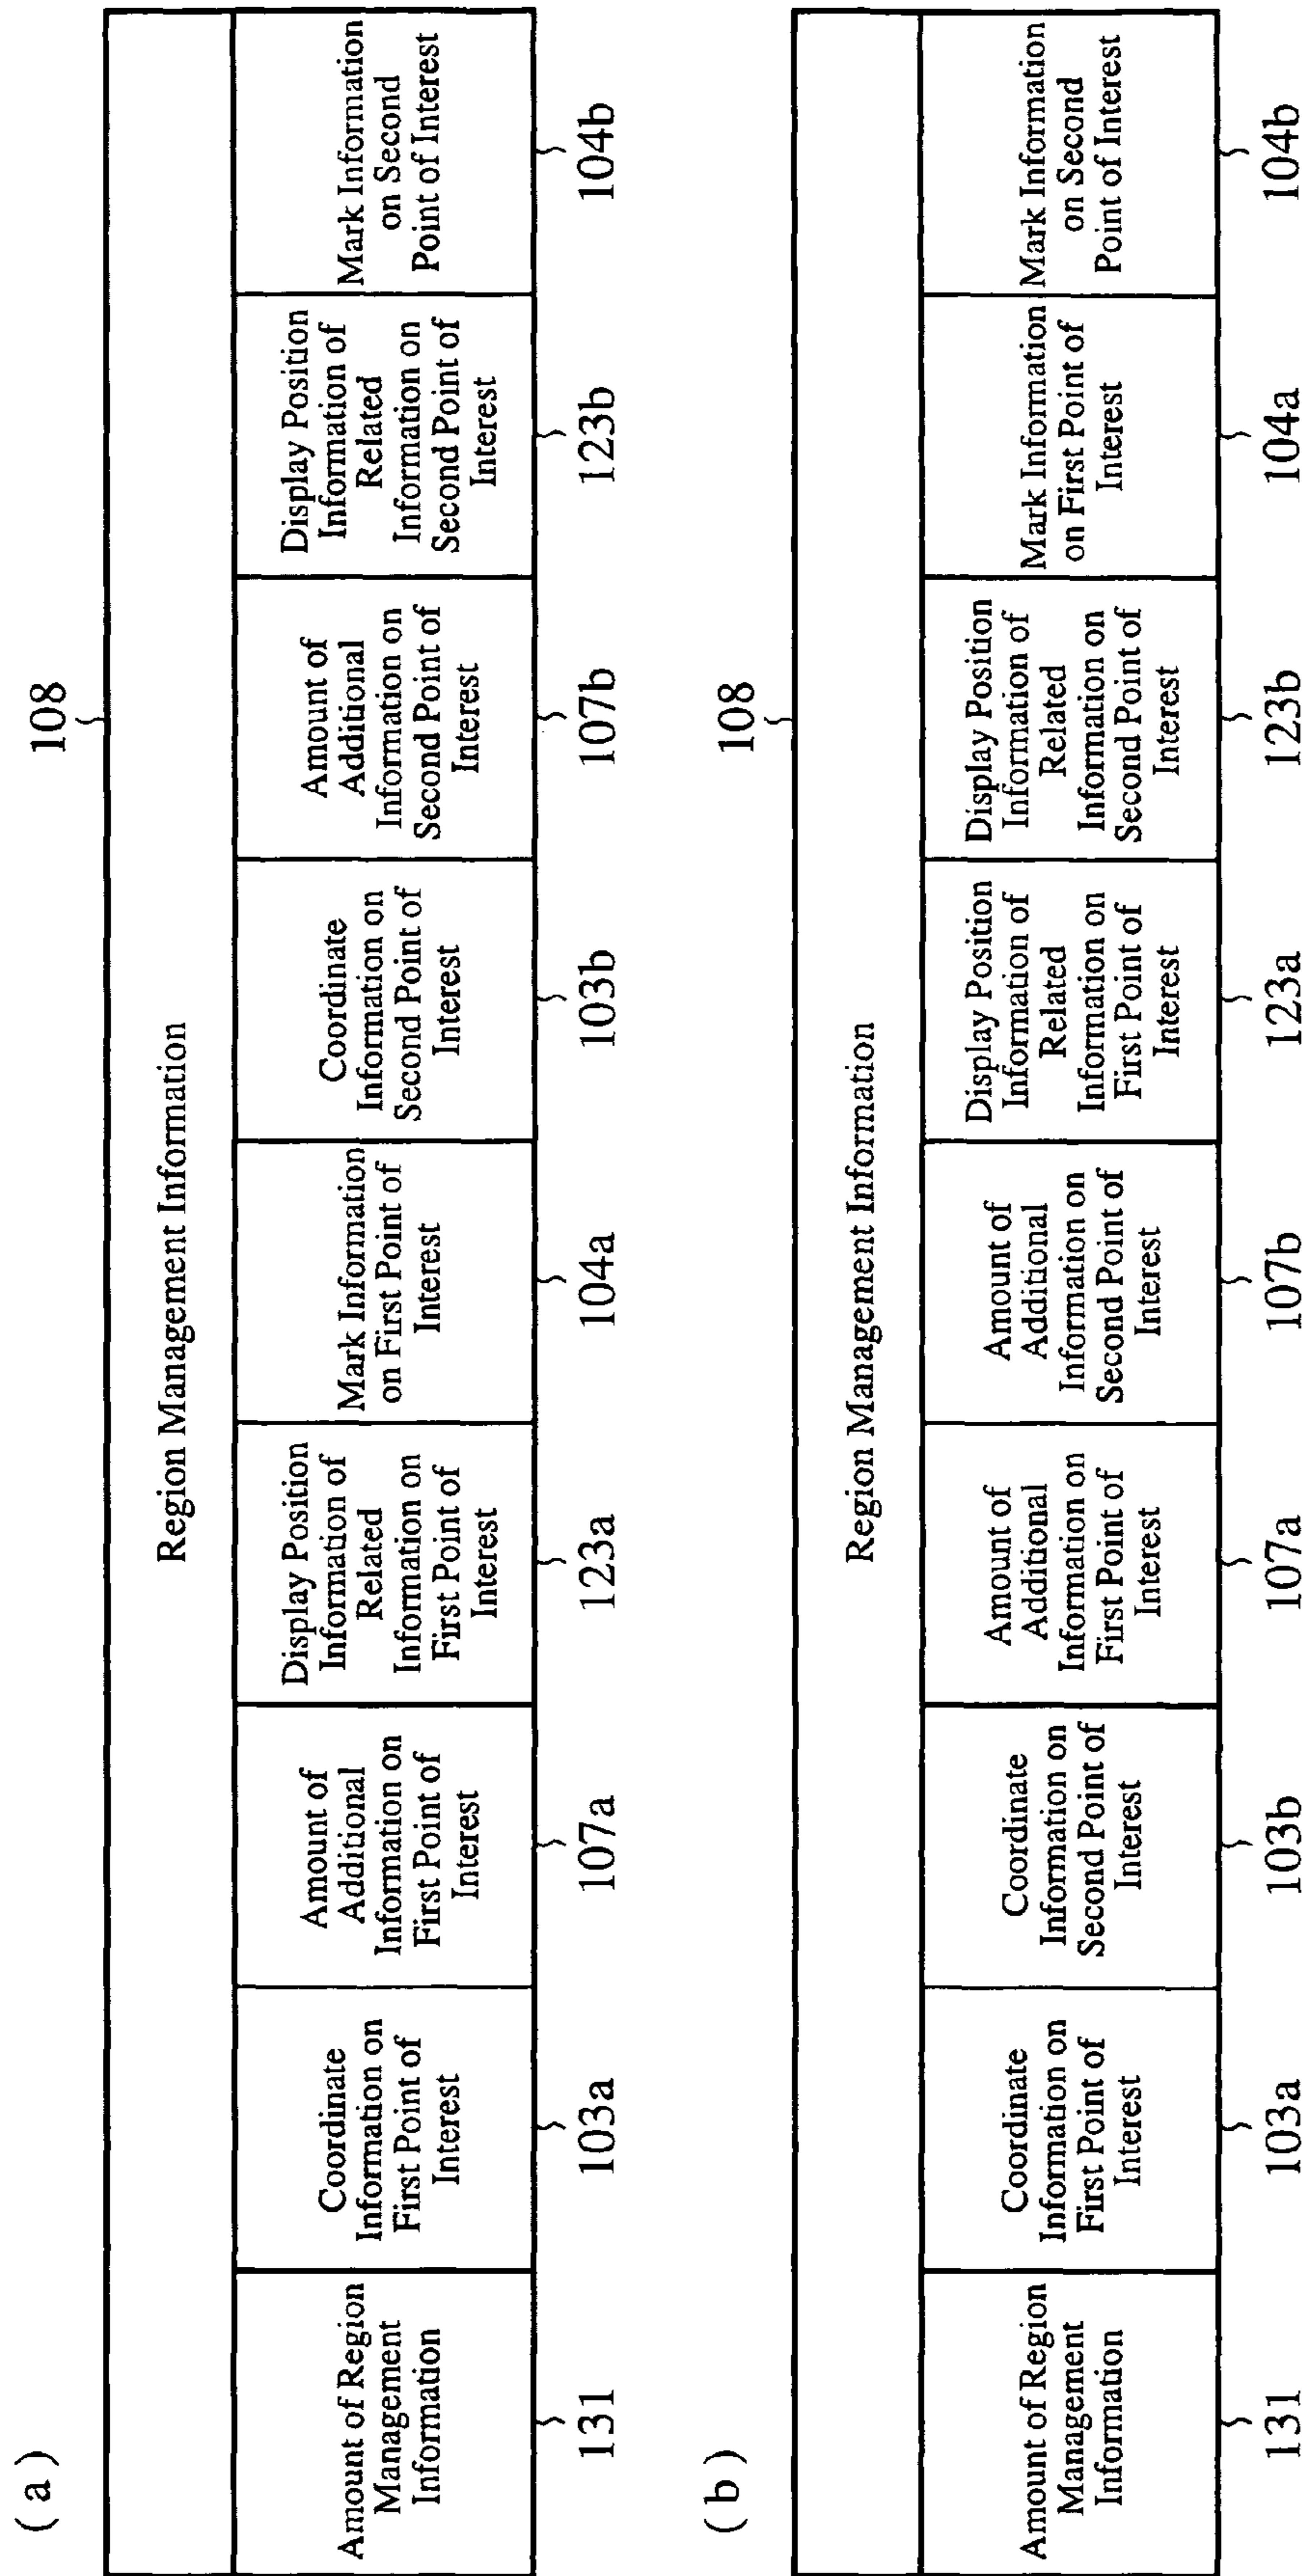 (a)
108
Region Management Information
Amount of Region
Management
Information
Coordinate
Information on
First Point of
Interest
Amount of
Additional
Information on
First Point of
Interest
Display Position
Information of
Related
Information on
First Point of
Interest
Mark Information
on First Point of
Interest
Coordinate
Information on
Second Point of
Interest
Amount of
Additional
Information on
Second Point of
Interest
Display Position
Information of
Related
Information on
Second Point of
Interest
Mark Information
on Second
Point of Interest
131
103a
107a
123a
104a
103b
107b
123b
104b
(b)
108
Region Management Information
Amount of Region
Management
Information
Coordinate
Information on
First Point of
Interest
Coordinate
Information on
Second Point of
Interest
Amount of
Additional
Information on
First Point of
Interest
Amount of
Additional
Information on
Second Point of
Interest
Display Position
Information of
Related
Information on
First Point of
Interest
Display Position
Information of
Related
Information on
Second Point of
Interest
Mark Information
on First Point of
Interest
Mark Information
on Second
Point of Interest
131
103a
103b
107a
107b
123a
123b
104a
104b